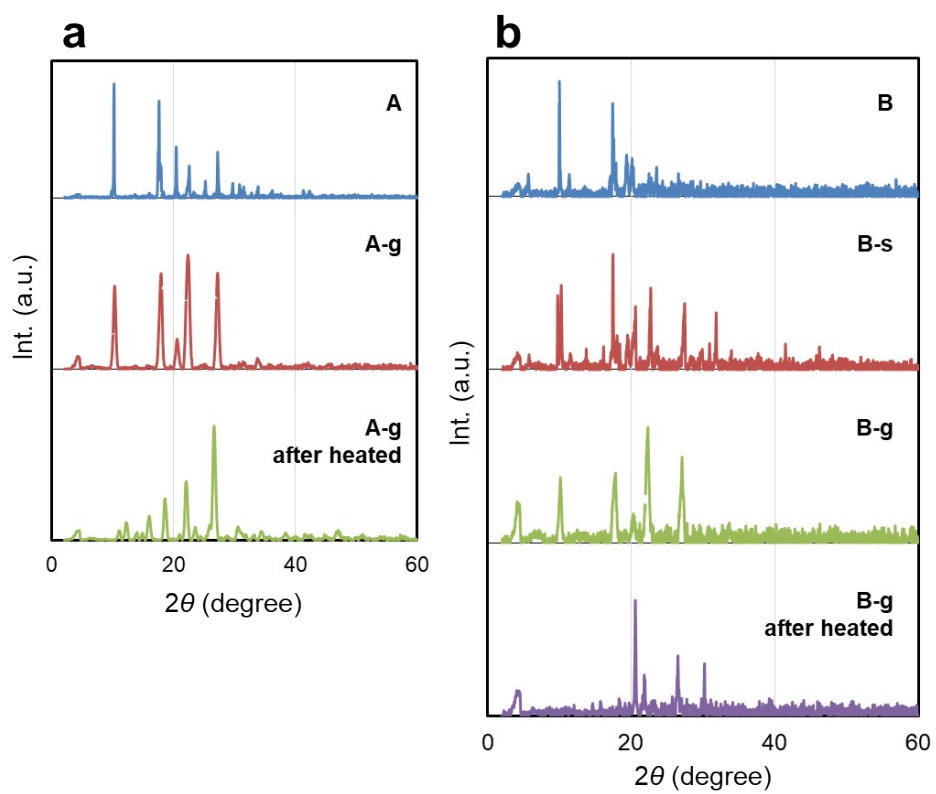 a
A
A-g
A-g
after heated
Int. (a.u.)
0 20 40 60
2θ (degree)
b
B
B-s
B-g
B-g
after heated
Int. (a.u.)
0 20 40 60
2θ (degree)